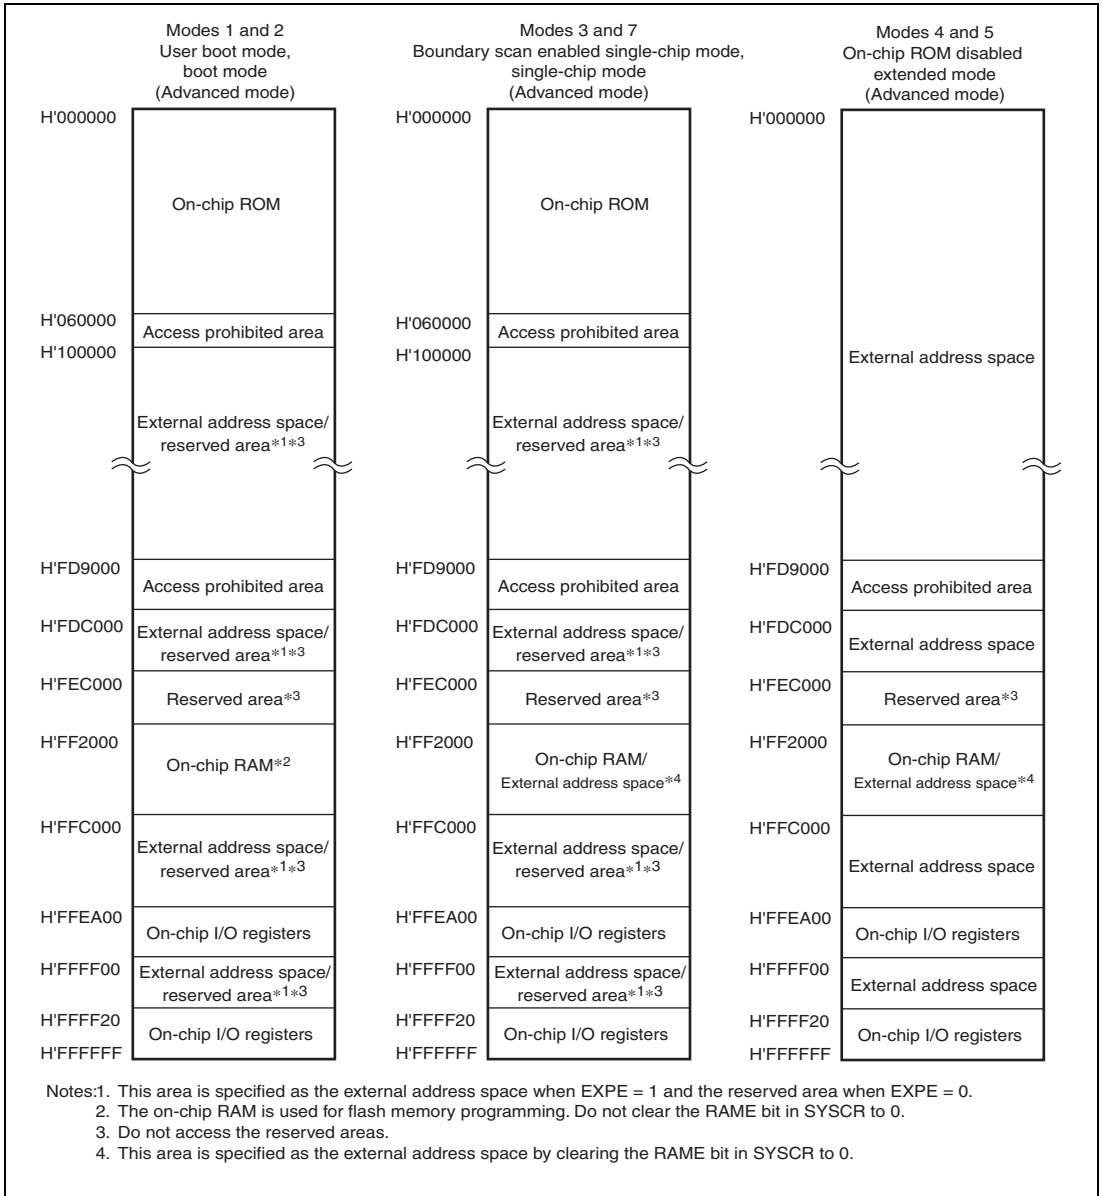 Modes 1 and 2
User boot mode,
boot mode
(Advanced mode)
H'000000
On-chip ROM
H'060000
Access prohibited area
H'100000
External address space/
reserved area*1*3
H'FD9000
Access prohibited area
H'FDC000
External address space/
reserved area*1*3
H'FEC000
Reserved area*3
H'FF2000
On-chip RAM*2
H'FFC000
External address space/
reserved area*1*3
H'FFEA00
On-chip I/O registers
H'FFFF00
External address space/
reserved area*1*3
H'FFFF20
On-chip I/O registers
H'FFFFFF
Modes 3 and 7
Boundary scan enabled single-chip mode,
single-chip mode
(Advanced mode)
H'000000
On-chip ROM
H'060000
Access prohibited area
H'100000
External address space/
reserved area*1*3
H'FD9000
Access prohibited area
H'FDC000
External address space/
reserved area*1*3
H'FEC000
Reserved area*3
H'FF2000
On-chip RAM/
External address space*4
H'FFC000
External address space/
reserved area*1*3
H'FFEA00
On-chip I/O registers
H'FFFF00
External address space/
reserved area*1*3
H'FFFF20
On-chip I/O registers
H'FFFFFF
Modes 4 and 5
On-chip ROM disabled
extended mode
(Advanced mode)
H'000000
External address space
H'FD9000
Access prohibited area
H'FDC000
External address space
H'FEC000
Reserved area*3
H'FF2000
On-chip RAM/
External address space*4
H'FFC000
External address space
H'FFEA00
On-chip I/O registers
H'FFFF00
External address space
H'FFFF20
On-chip I/O registers
H'FFFFFF
Notes:1. This area is specified as the external address space when EXPE = 1 and the reserved area when EXPE = 0.
2. The on-chip RAM is used for flash memory programming. Do not clear the RAME bit in SYSCR to 0.
3. Do not access the reserved areas.
4. This area is specified as the external address space by clearing the RAME bit in SYSCR to 0.